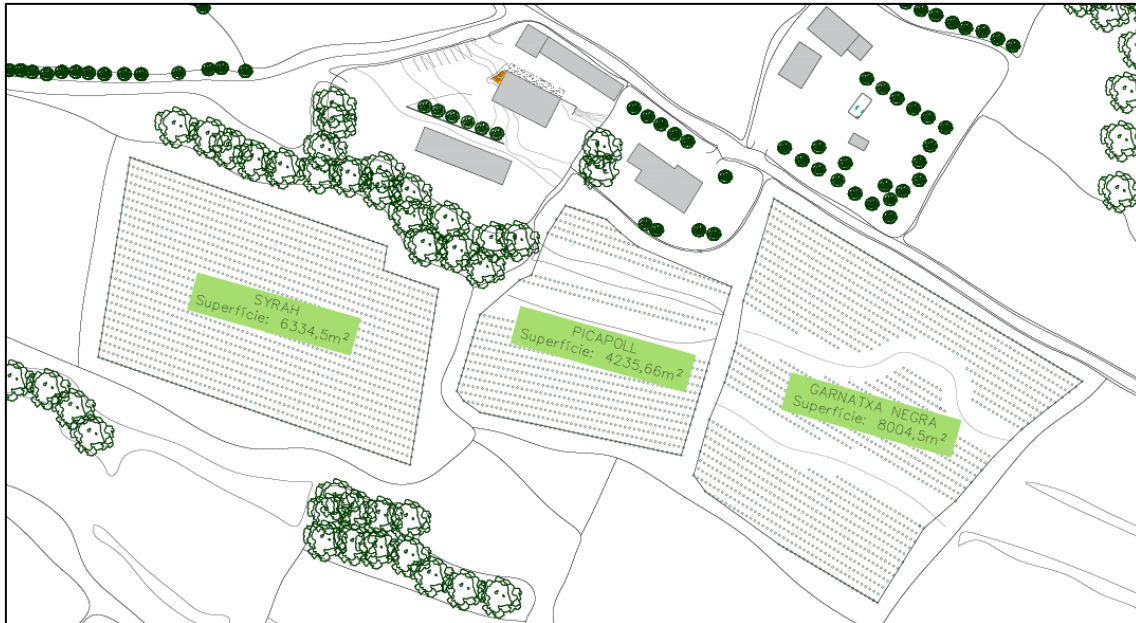 SYRAH
Superfície: 6334,5m²
PICAPOLL
Superfície: 4235,66m²
GARNATXA NEGRA
Superfície: 8004,5m²